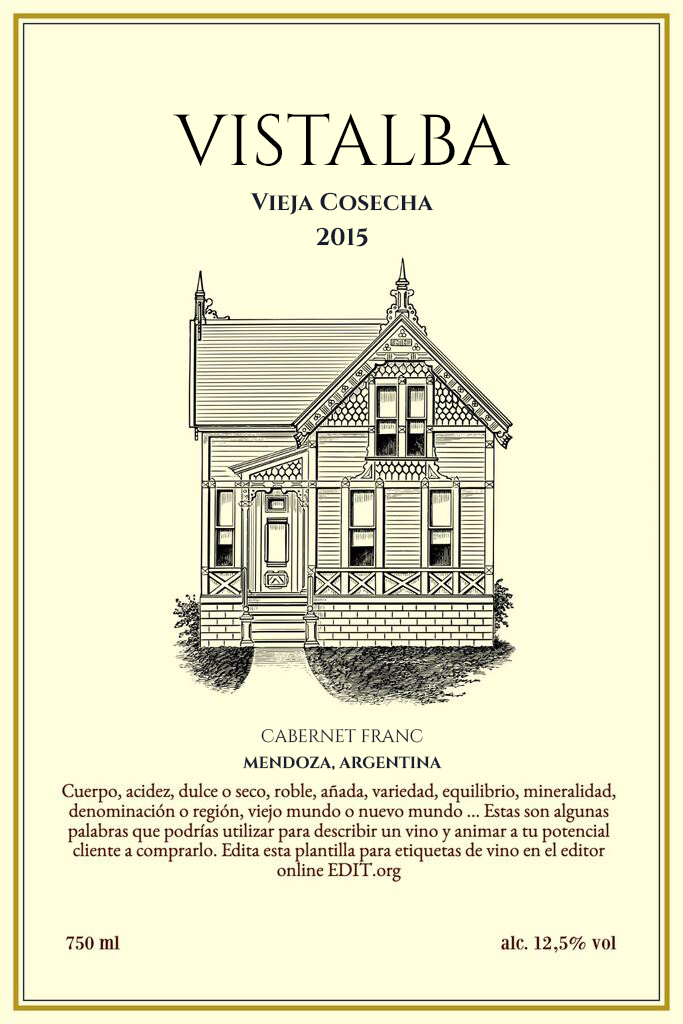 VISTALBA
Vieja Cosecha
2015
CABERNET FRANC
MENDOZA, ARGENTINA
Cuerpo, acidez, dulce o seco, roble, añada, variedad, equilibrio, mineralidad,
denominación o región, viejo mundo o nuevo mundo ... Estas son algunas
palabras que podrías utilizar para describir un vino y animar a tu potencial
cliente a comprarlo. Edita esta plantilla para etiquetas de vino en el editor
online EDIT.org
750 ml
alc. 12,5% vol